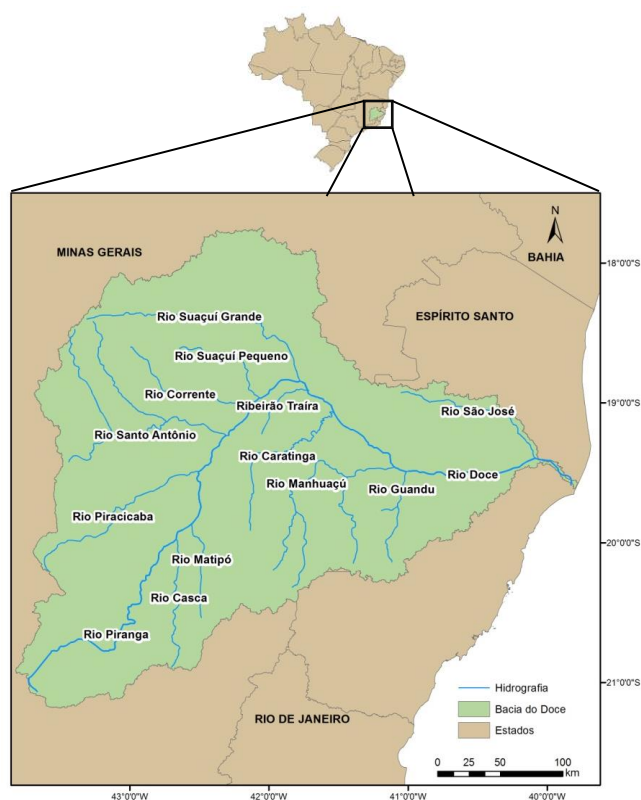 N
MINAS GERAIS
BAHIA
18°0'0"S
ESPÍRITO SANTO
Rio Suaçuí Grande
Rio Suaçuí Pequeno
Rio Corrente
Ribeirão Traíra
19°0'0"S
Rio São José
Rio Santo Antônio
Rio Caratinga
Rio Doce
Rio Manhuaçú
Rio Guandu
Rio Piracicaba
20°0'0"S
Rio Matipó
Rio Casca
Rio Piranga
21°0'0"S
Hidrografia
Bacia do Doce
RIO DE JANEIRO
Estados
0 25 50 100
km
43°0'0"W 42°0'0"W 41°0'0"W 40°0'0"W